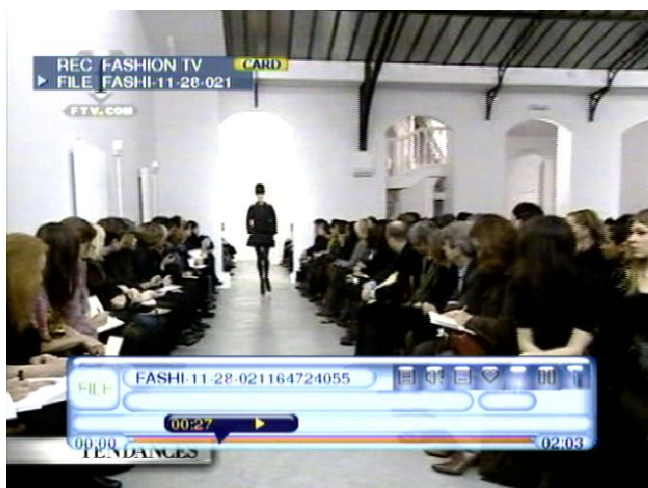 REC FASHION TV CARD
FILE FASHI-11-28-021
FTV.COM
FILE
FASHI-11-28-021164724055
00:27
00:00 02:03
TENDANCES